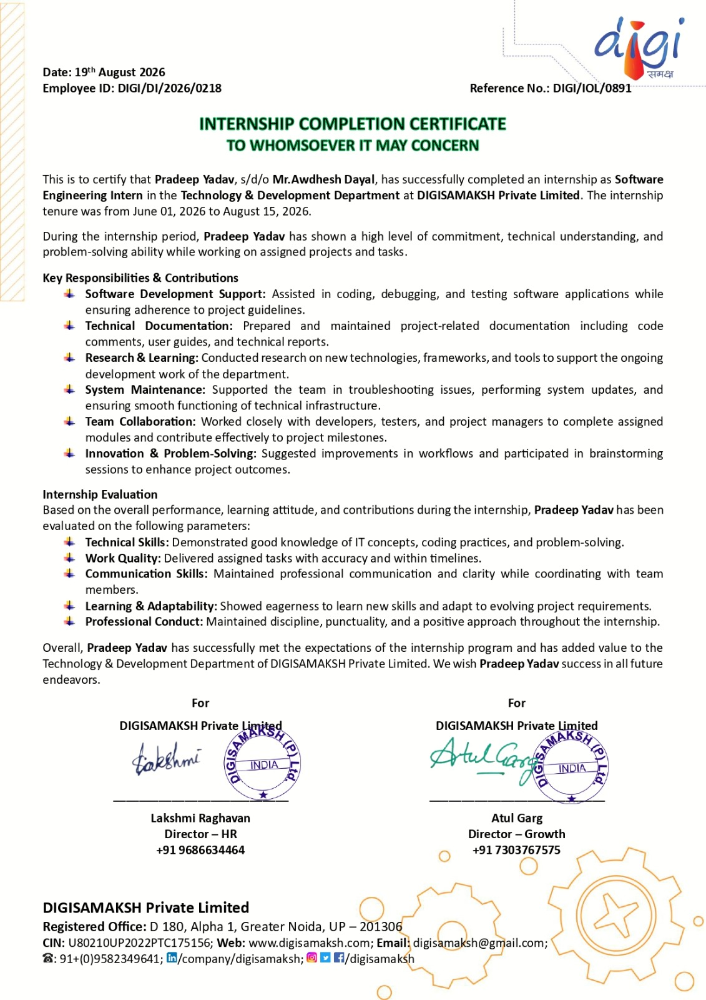 digi
समक्ष
Date: 19th August 2026
Employee ID: DIGI/DI/2026/0218 Reference No.: DIGI/IOL/0891
INTERNSHIP COMPLETION CERTIFICATE
TO WHOMSOEVER IT MAY CONCERN
This is to certify that Pradeep Yadav, s/d/o Mr.Awdhesh Dayal, has successfully completed an internship as Software
Engineering Intern in the Technology & Development Department at DIGISAMAKSH Private Limited. The internship
tenure was from June 01, 2026 to August 15, 2026.
During the internship period, Pradeep Yadav has shown a high level of commitment, technical understanding, and
problem-solving ability while working on assigned projects and tasks.
Key Responsibilities & Contributions
Software Development Support: Assisted in coding, debugging, and testing software applications while
ensuring adherence to project guidelines.
Technical Documentation: Prepared and maintained project-related documentation including code
comments, user guides, and technical reports.
Research & Learning: Conducted research on new technologies, frameworks, and tools to support the ongoing
development work of the department.
System Maintenance: Supported the team in troubleshooting issues, performing system updates, and
ensuring smooth functioning of technical infrastructure.
Team Collaboration: Worked closely with developers, testers, and project managers to complete assigned
modules and contribute effectively to project milestones.
Innovation & Problem-Solving: Suggested improvements in workflows and participated in brainstorming
sessions to enhance project outcomes.
Internship Evaluation
Based on the overall performance, learning attitude, and contributions during the internship, Pradeep Yadav has been
evaluated on the following parameters:
Technical Skills: Demonstrated good knowledge of IT concepts, coding practices, and problem-solving.
Work Quality: Delivered assigned tasks with accuracy and within timelines.
Communication Skills: Maintained professional communication and clarity while coordinating with team
members.
Learning & Adaptability: Showed eagerness to learn new skills and adapt to evolving project requirements.
Professional Conduct: Maintained discipline, punctuality, and a positive approach throughout the internship.
Overall, Pradeep Yadav has successfully met the expectations of the internship program and has added value to the
Technology & Development Department of DIGISAMAKSH Private Limited. We wish Pradeep Yadav success in all future
endeavors.
For For
DIGISAMAKSH Private Limited DIGISAMAKSH Private Limited
Lakshmi DIGISAMAKSH (P) Ltd. INDIA Atul Garg DIGISAMAKSH (P) Ltd. INDIA
Lakshmi Raghavan Atul Garg
Director – HR Director – Growth
+91 9686634464 +91 7303767575
DIGISAMAKSH Private Limited
Registered Office: D 180, Alpha 1, Greater Noida, UP – 201306
CIN: U80210UP2022PTC175156; Web: www.digisamaksh.com; Email: digisamaksh@gmail.com;
☎: 91+(0)9582349641; in/company/digisamaksh; /digisamaksh